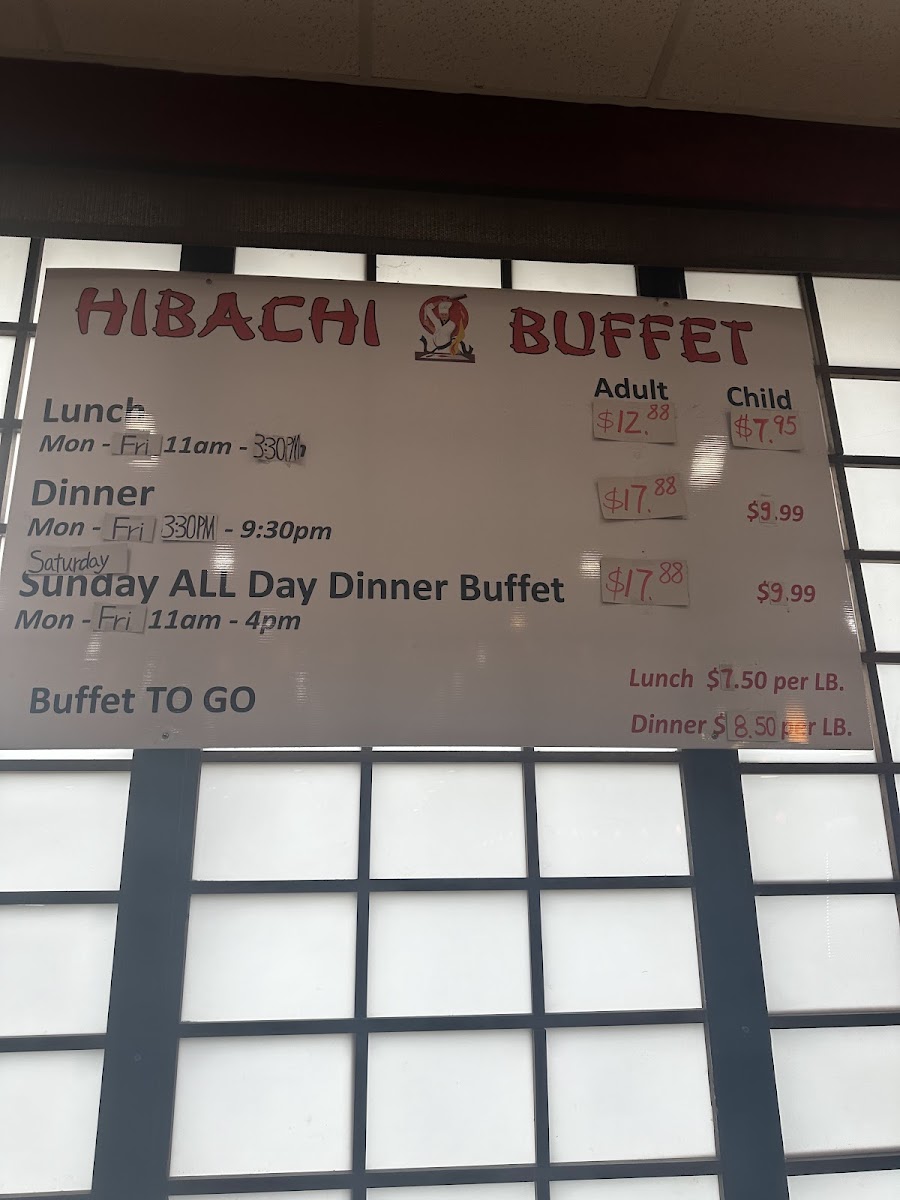 HIBACHI BUFFET
Adult Child
Lunch $12.88 $7.95
Mon - Fri 11am - 3:30PM
Dinner $17.88 $9.99
Mon - Fri 3:30PM - 9:30pm
Saturday
Sunday ALL Day Dinner Buffet $17.88 $9.99
Mon - Fri 11am - 4pm
Lunch $7.50 per LB.
Buffet TO GO
Dinner $8.50 per LB.